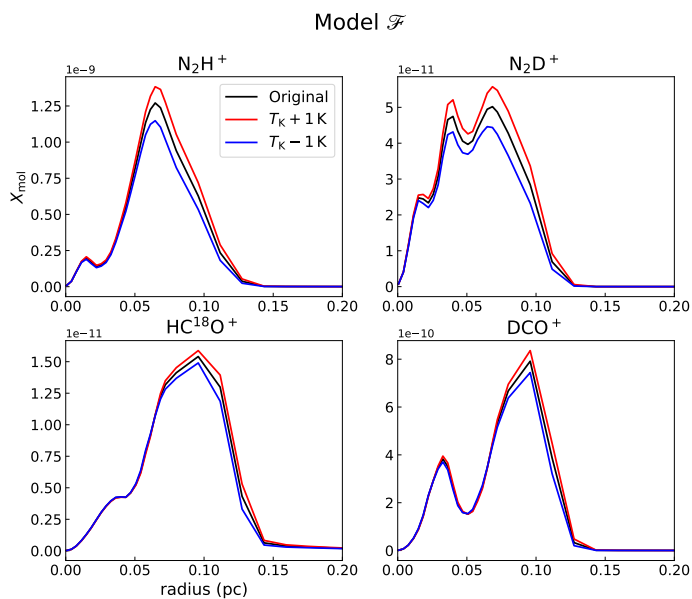 Model ℱ
N₂H⁺
1e−9
Original
T_K + 1 K
T_K − 1 K
X_mol
1.25
1.00
0.75
0.50
0.25
0.00
0.00 0.05 0.10 0.15 0.20
N₂D⁺
1e−11
5
4
3
2
1
0
0.00 0.05 0.10 0.15 0.20
HC¹⁸O⁺
1e−11
1.50
1.25
1.00
0.75
0.50
0.25
0.00
0.00 0.05 0.10 0.15 0.20
radius (pc)
DCO⁺
1e−10
8
6
4
2
0
0.00 0.05 0.10 0.15 0.20